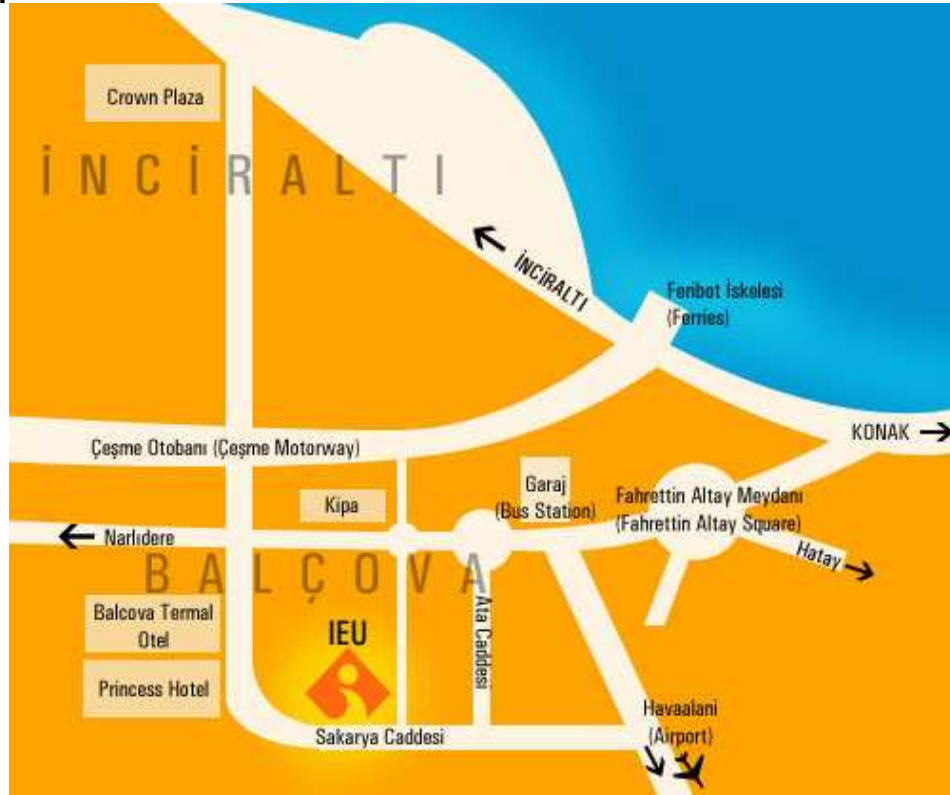 Crown Plaza
İNCİRALTI
İNCİRALTI
Feribot İskelesi
(Ferries)
KONAK
Çeşme Otobanı (Çeşme Motorway)
Kipa
Garaj
(Bus Station)
Fahrettin Altay Meydanı
(Fahrettin Altay Square)
Narlıdere
Hatay
BALÇOVA
Balcova Termal
Otel
IEU
Ata Caddesi
Princess Hotel
Sakarya Caddesi
Havaalani
(Airport)